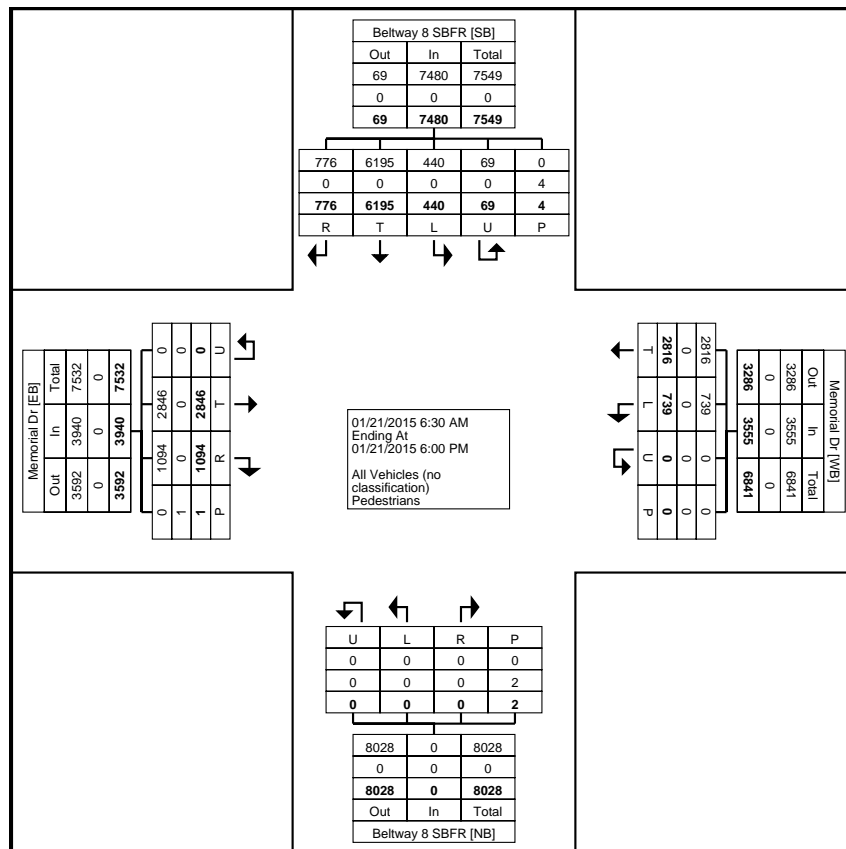 Beltway 8 SBFR [SB]
Out In Total
69 7480 7549
0 0 0
69 7480 7549
776 6195 440 69 0
0 0 0 0 4
776 6195 440 69 4
R T L U P
Memorial Dr [EB]
Total In Out
7532 3940 3592
0 0 0
7532 3940 3592
0 2846 1094 0
0 0 0 1
0 2846 1094 1
U T R P
01/21/2015 6:30 AM
Ending At
01/21/2015 6:00 PM
All Vehicles (no
classification)
Pedestrians
T L U P
2816 739 0 0
0 0 0 0
2816 739 0 0
3286 3555 6841
0 0 0
3286 3555 6841
Out In Total
Memorial Dr [WB]
U L R P
0 0 0 0
0 0 0 2
0 0 0 2
8028 0 8028
0 0 0
8028 0 8028
Out In Total
Beltway 8 SBFR [NB]